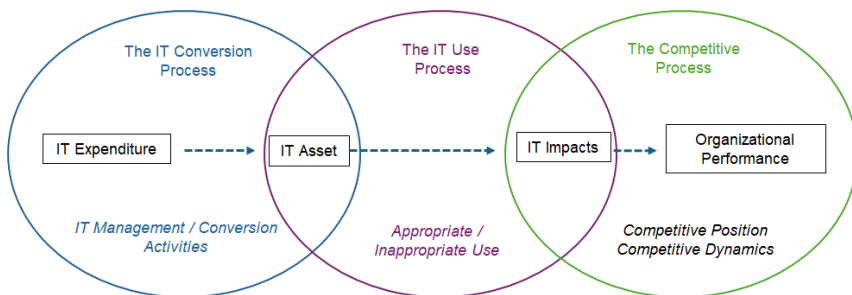 The IT Conversion
Process
The IT Use
Process
The Competitive
Process
IT Expenditure
IT Asset
IT Impacts
Organizational
Performance
IT Management / Conversion
Activities
Appropriate /
Inappropriate Use
Competitive Position
Competitive Dynamics